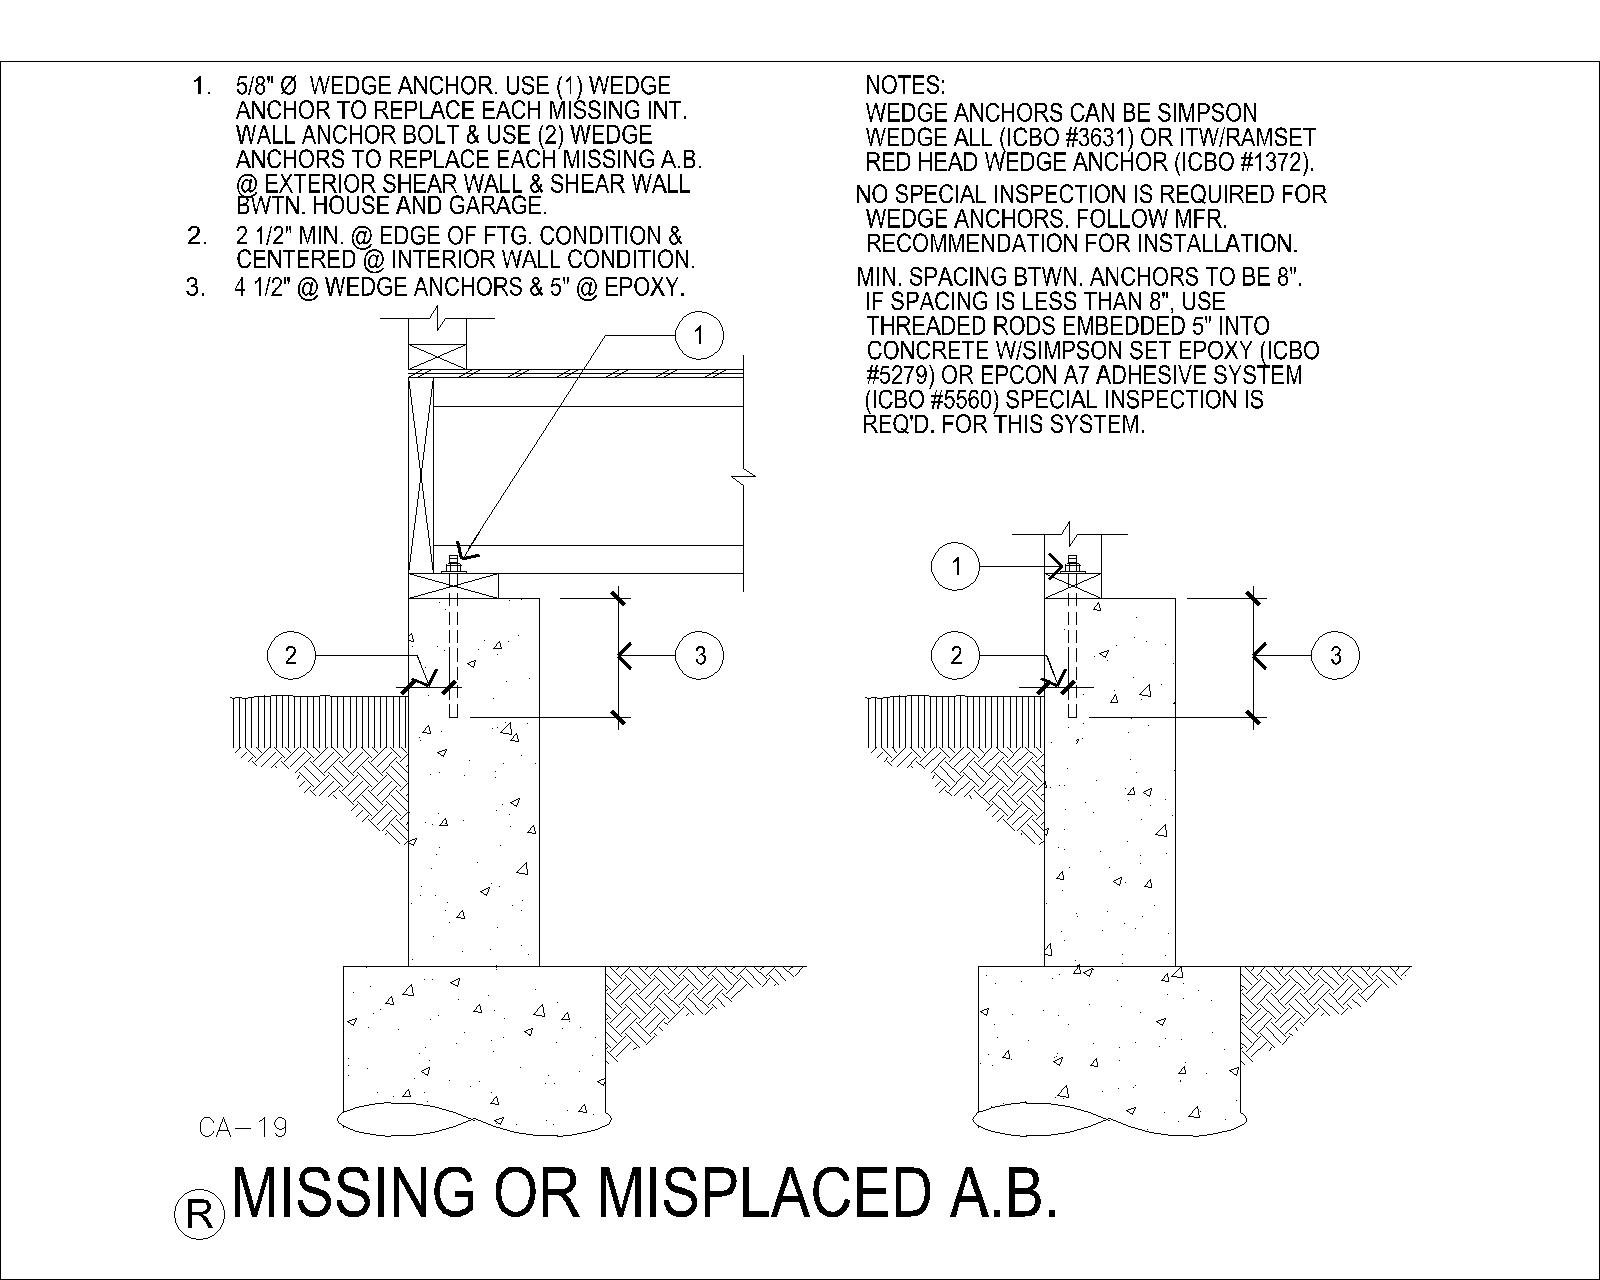 1. 5/8" Ø WEDGE ANCHOR. USE (1) WEDGE
ANCHOR TO REPLACE EACH MISSING INT.
WALL ANCHOR BOLT & USE (2) WEDGE
ANCHORS TO REPLACE EACH MISSING A.B.
@ EXTERIOR SHEAR WALL & SHEAR WALL
BWTN. HOUSE AND GARAGE.
2. 2 1/2" MIN. @ EDGE OF FTG. CONDITION &
CENTERED @ INTERIOR WALL CONDITION.
3. 4 1/2" @ WEDGE ANCHORS & 5" @ EPOXY.
NOTES:
WEDGE ANCHORS CAN BE SIMPSON
WEDGE ALL (ICBO #3631) OR ITW/RAMSET
RED HEAD WEDGE ANCHOR (ICBO #1372).
NO SPECIAL INSPECTION IS REQUIRED FOR
WEDGE ANCHORS. FOLLOW MFR.
RECOMMENDATION FOR INSTALLATION.
MIN. SPACING BTWN. ANCHORS TO BE 8".
IF SPACING IS LESS THAN 8", USE
THREADED RODS EMBEDDED 5" INTO
CONCRETE W/SIMPSON SET EPOXY (ICBO
#5279) OR EPCON A7 ADHESIVE SYSTEM
(ICBO #5560) SPECIAL INSPECTION IS
REQ'D. FOR THIS SYSTEM.
1
2
3
1
2
3
CA-19
R MISSING OR MISPLACED A.B.